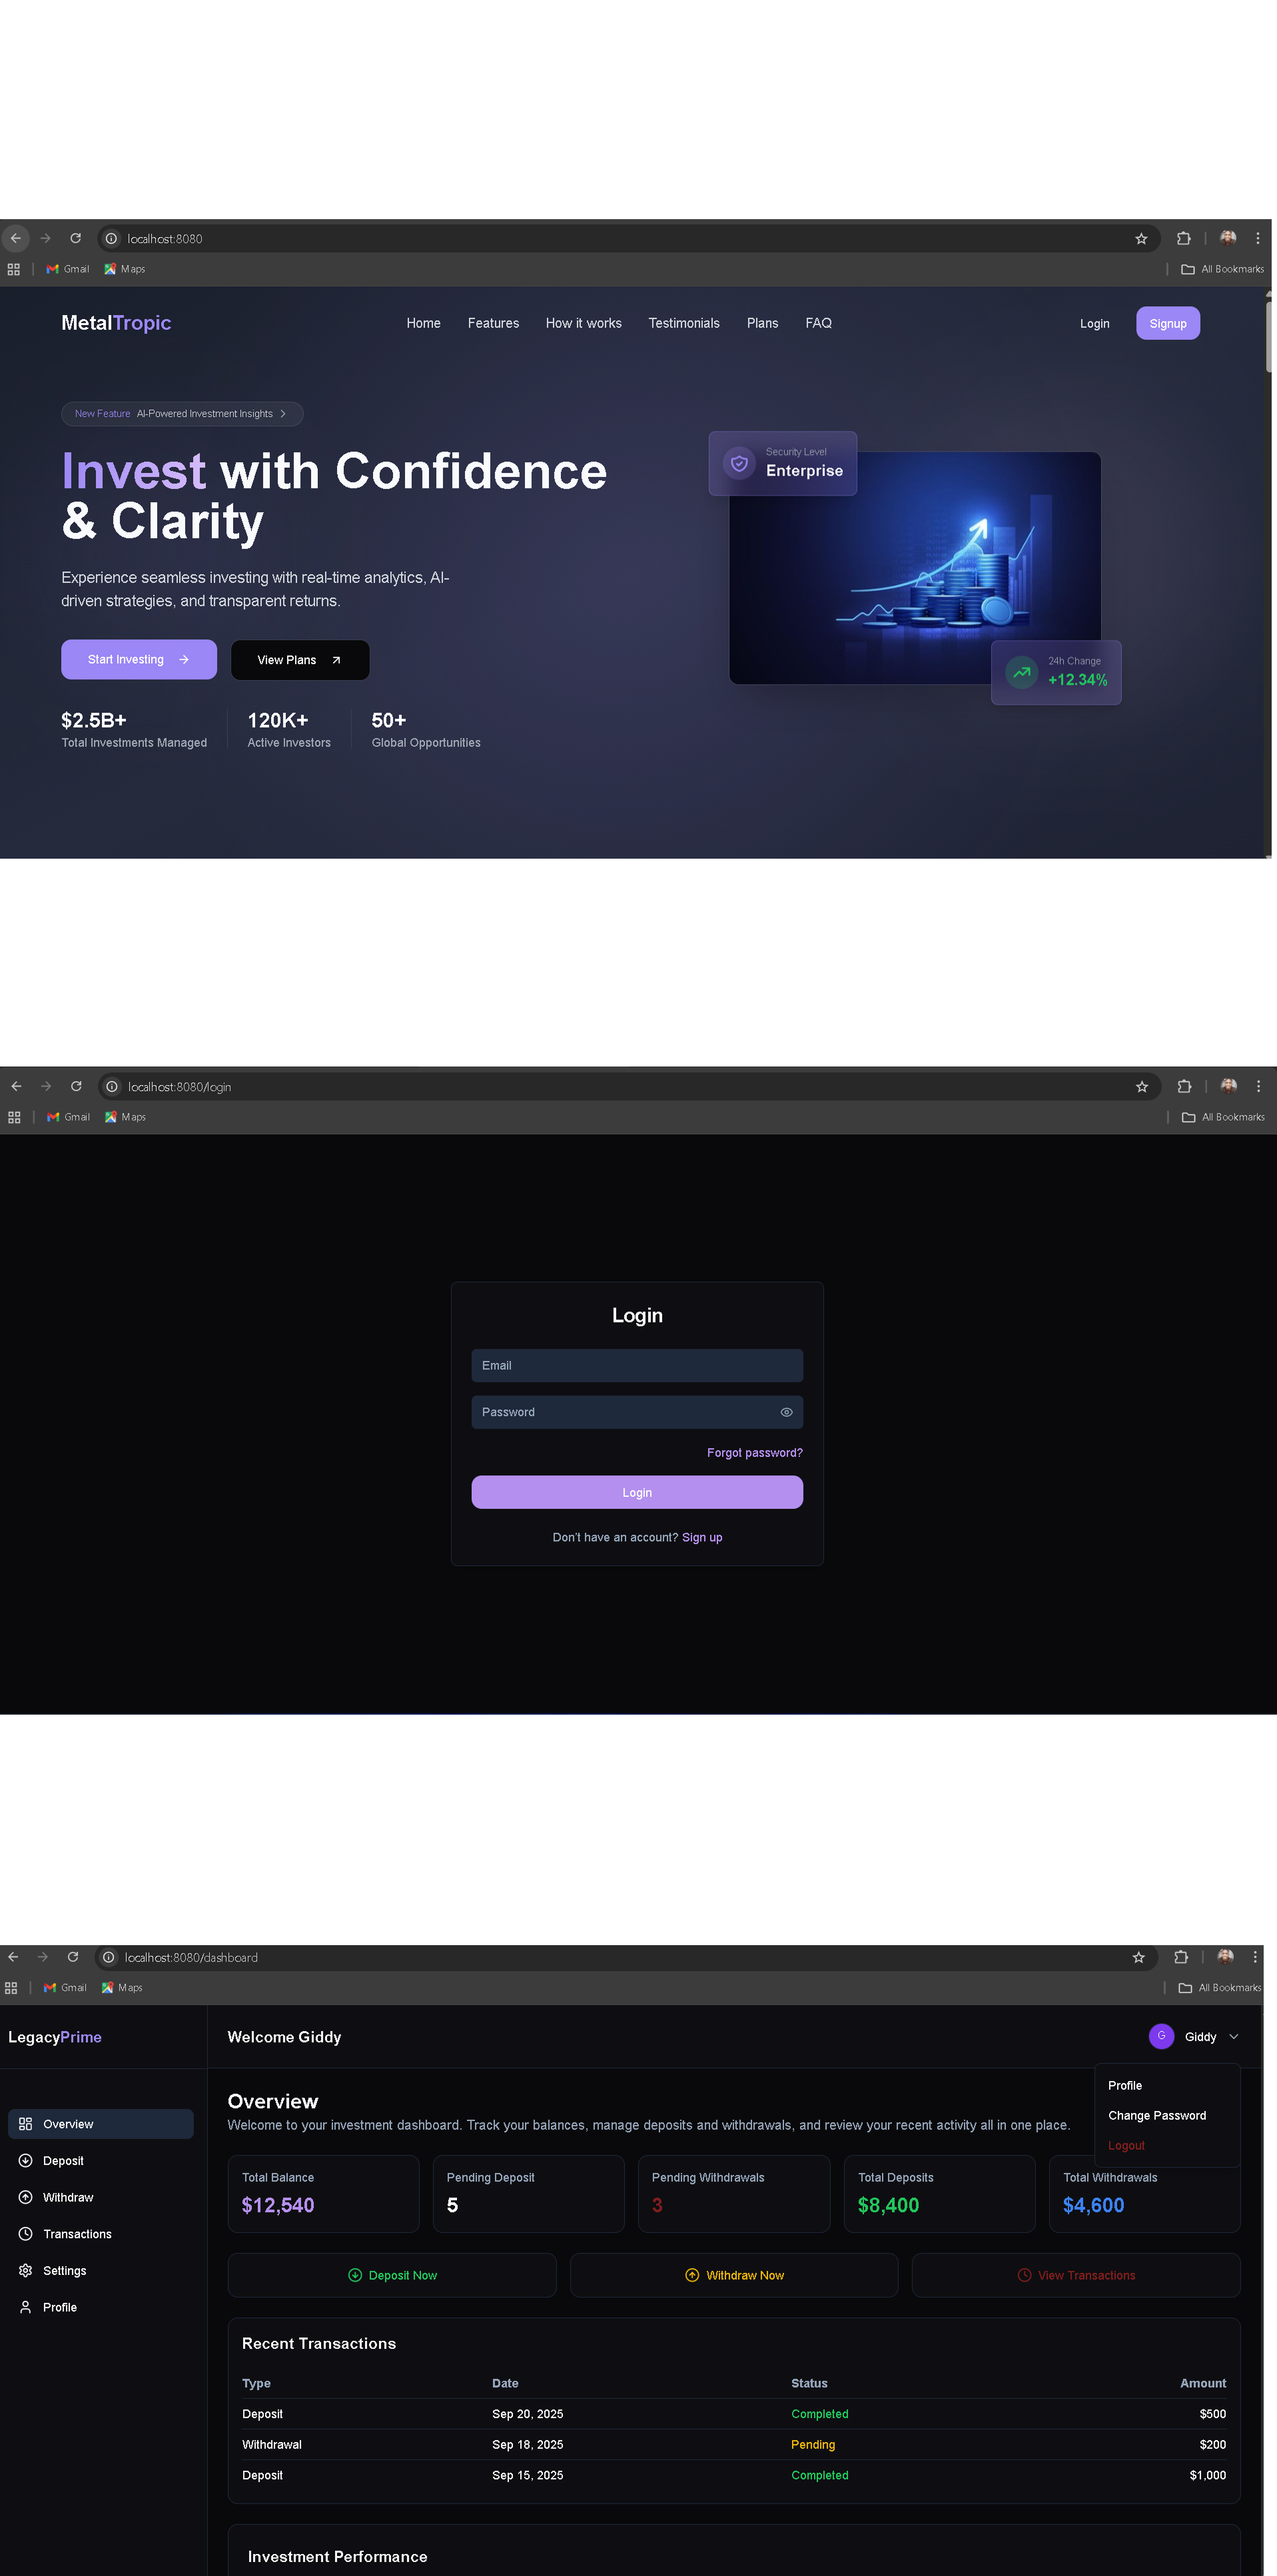 localhost:8080
Gmail Maps All Bookmarks
MetalTropic Home Features How it works Testimonials Plans FAQ Login Signup
New Feature AI-Powered Investment Insights
Invest with Confidence
& Clarity
Experience seamless investing with real-time analytics, AI-
driven strategies, and transparent returns.
Start Investing View Plans
$2.5B+ 120K+ 50+
Total Investments Managed Active Investors Global Opportunities
Security Level
Enterprise
24h Change
+12.34%
localhost:8080/login
Gmail Maps All Bookmarks
Login
Email
Password
Forgot password?
Login
Don't have an account? Sign up
localhost:8080/dashboard
Gmail Maps All Bookmarks
LegacyPrime
Overview
Deposit
Withdraw
Transactions
Settings
Profile
Welcome Giddy
G Giddy
Profile
Change Password
Logout
Overview
Welcome to your investment dashboard. Track your balances, manage deposits and withdrawals, and review your recent activity all in one place.
Total Balance Pending Deposit Pending Withdrawals Total Deposits Total Withdrawals
$12,540 5 3 $8,400 $4,600
Deposit Now Withdraw Now View Transactions
Recent Transactions
Type Date Status Amount
Deposit Sep 20, 2025 Completed $500
Withdrawal Sep 18, 2025 Pending $200
Deposit Sep 15, 2025 Completed $1,000
Investment Performance